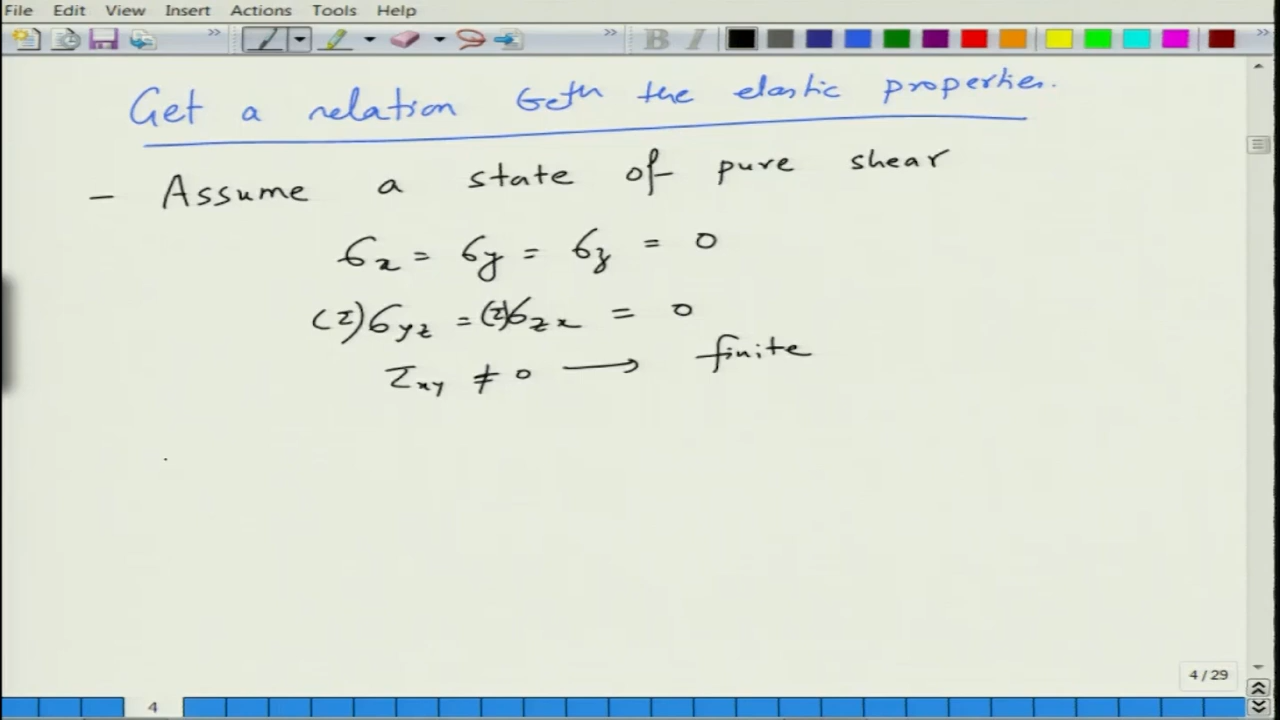 File Edit View Insert Actions Tools Help
Get a relation betn the elastic properties.
- Assume a state of pure shear
σx = σy = σz = 0
(τ)σyz = (τ)σzx = 0
τxy ≠ 0 → finite
4 / 29
4